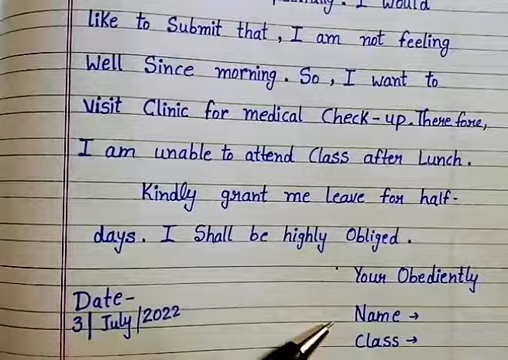 I would
like to Submit that, I am not feeling
Well Since morning. So, I want to
visit Clinic for medical Check-up. Therefore,
I am unable to attend Class after Lunch.
Kindly grant me Leave for half-
days. I Shall be highly Obliged.
Your Obediently
Date-
3/ July/2022
Name →
Class →